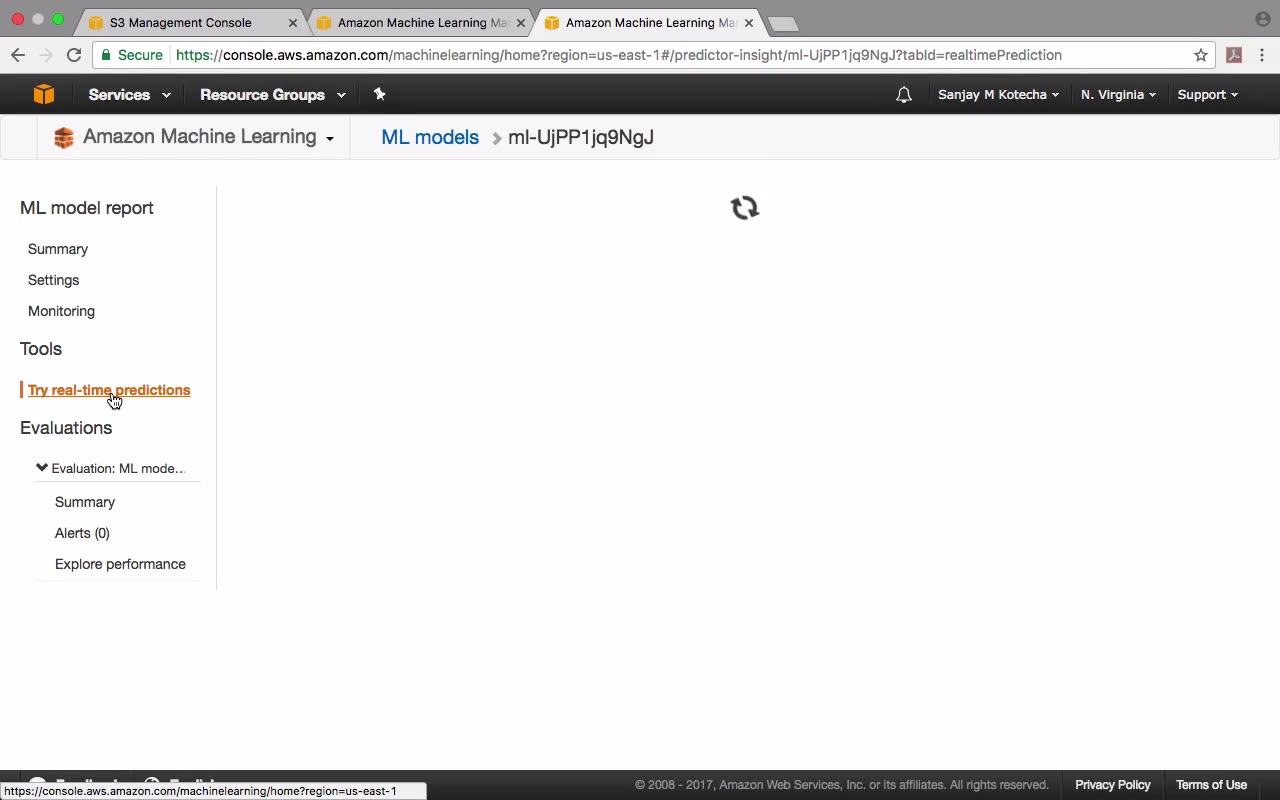 S3 Management Console
Amazon Machine Learning Ma
Amazon Machine Learning Ma
Secure
https://console.aws.amazon.com/machinelearning/home?region=us-east-1#/predictor-insight/ml-UjPP1jq9NgJ?tabId=realtimePrediction
Services
Resource Groups
Sanjay M Kotecha
N. Virginia
Support
Amazon Machine Learning
ML models
ml-UjPP1jq9NgJ
ML model report
Summary
Settings
Monitoring
Tools
Try real-time predictions
Evaluations
Evaluation: ML mode...
Summary
Alerts (0)
Explore performance
© 2008 - 2017, Amazon Web Services, Inc. or its affiliates. All rights reserved.
Privacy Policy
Terms of Use
https://console.aws.amazon.com/machinelearning/home?region=us-east-1